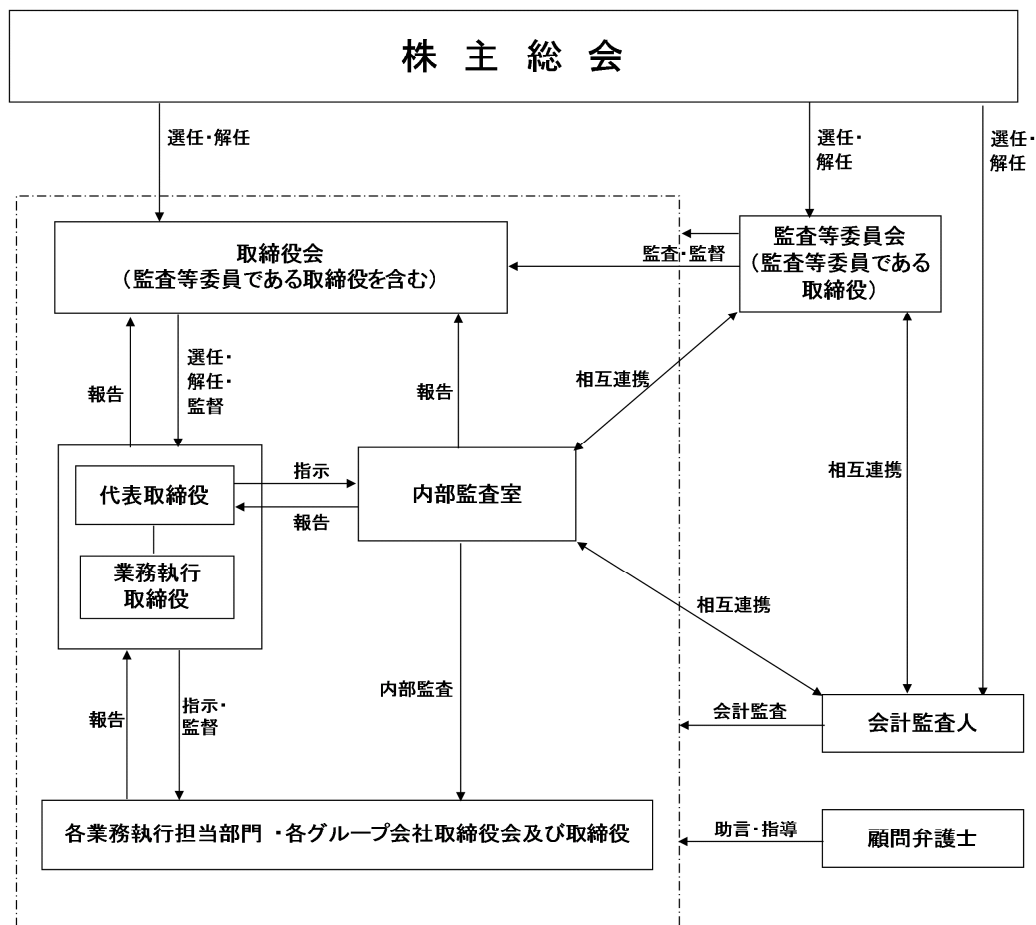 株主総会
選任・解任
選任・
解任
選任・
解任
取締役会
(監査等委員である取締役を含む)
監査・監督
監査等委員会
(監査等委員である
取締役)
報告
選任・
解任・
監督
報告
相互連携
相互連携
代表取締役
指示
報告
内部監査室
業務執行
取締役
相互連携
報告
指示・
監督
内部監査
会計監査
会計監査人
各業務執行担当部門 ・各グループ会社取締役会及び取締役
助言・指導
顧問弁護士